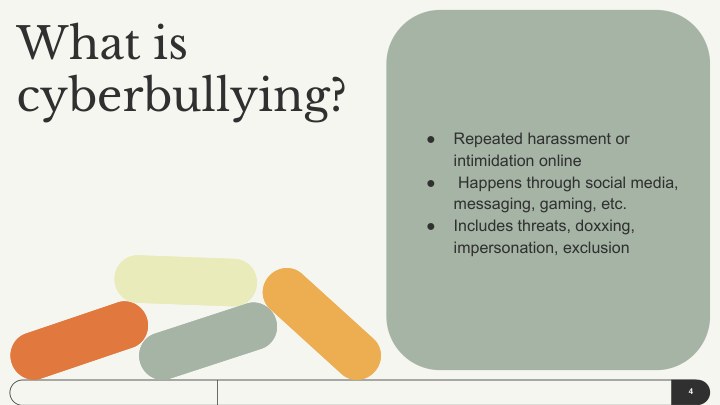 What is
cyberbullying?
● Repeated harassment or
intimidation online
● Happens through social media,
messaging, gaming, etc.
● Includes threats, doxxing,
impersonation, exclusion
4